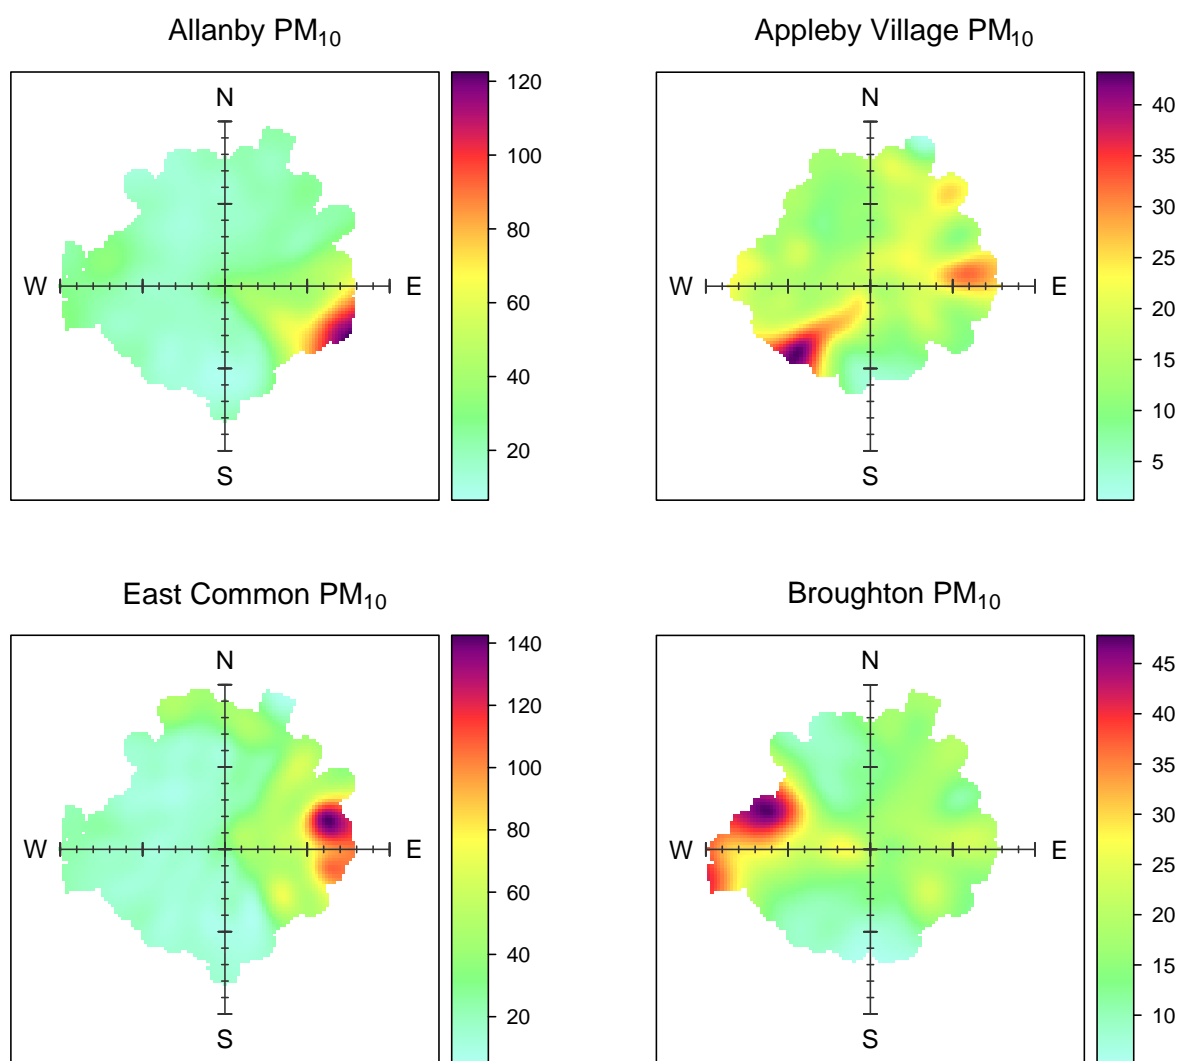 Allanby PM₁₀
N
W E
S
120
100
80
60
40
20
Appleby Village PM₁₀
N
W E
S
40
35
30
25
20
15
10
5
East Common PM₁₀
N
W E
S
140
120
100
80
60
40
20
Broughton PM₁₀
N
W E
S
45
40
35
30
25
20
15
10